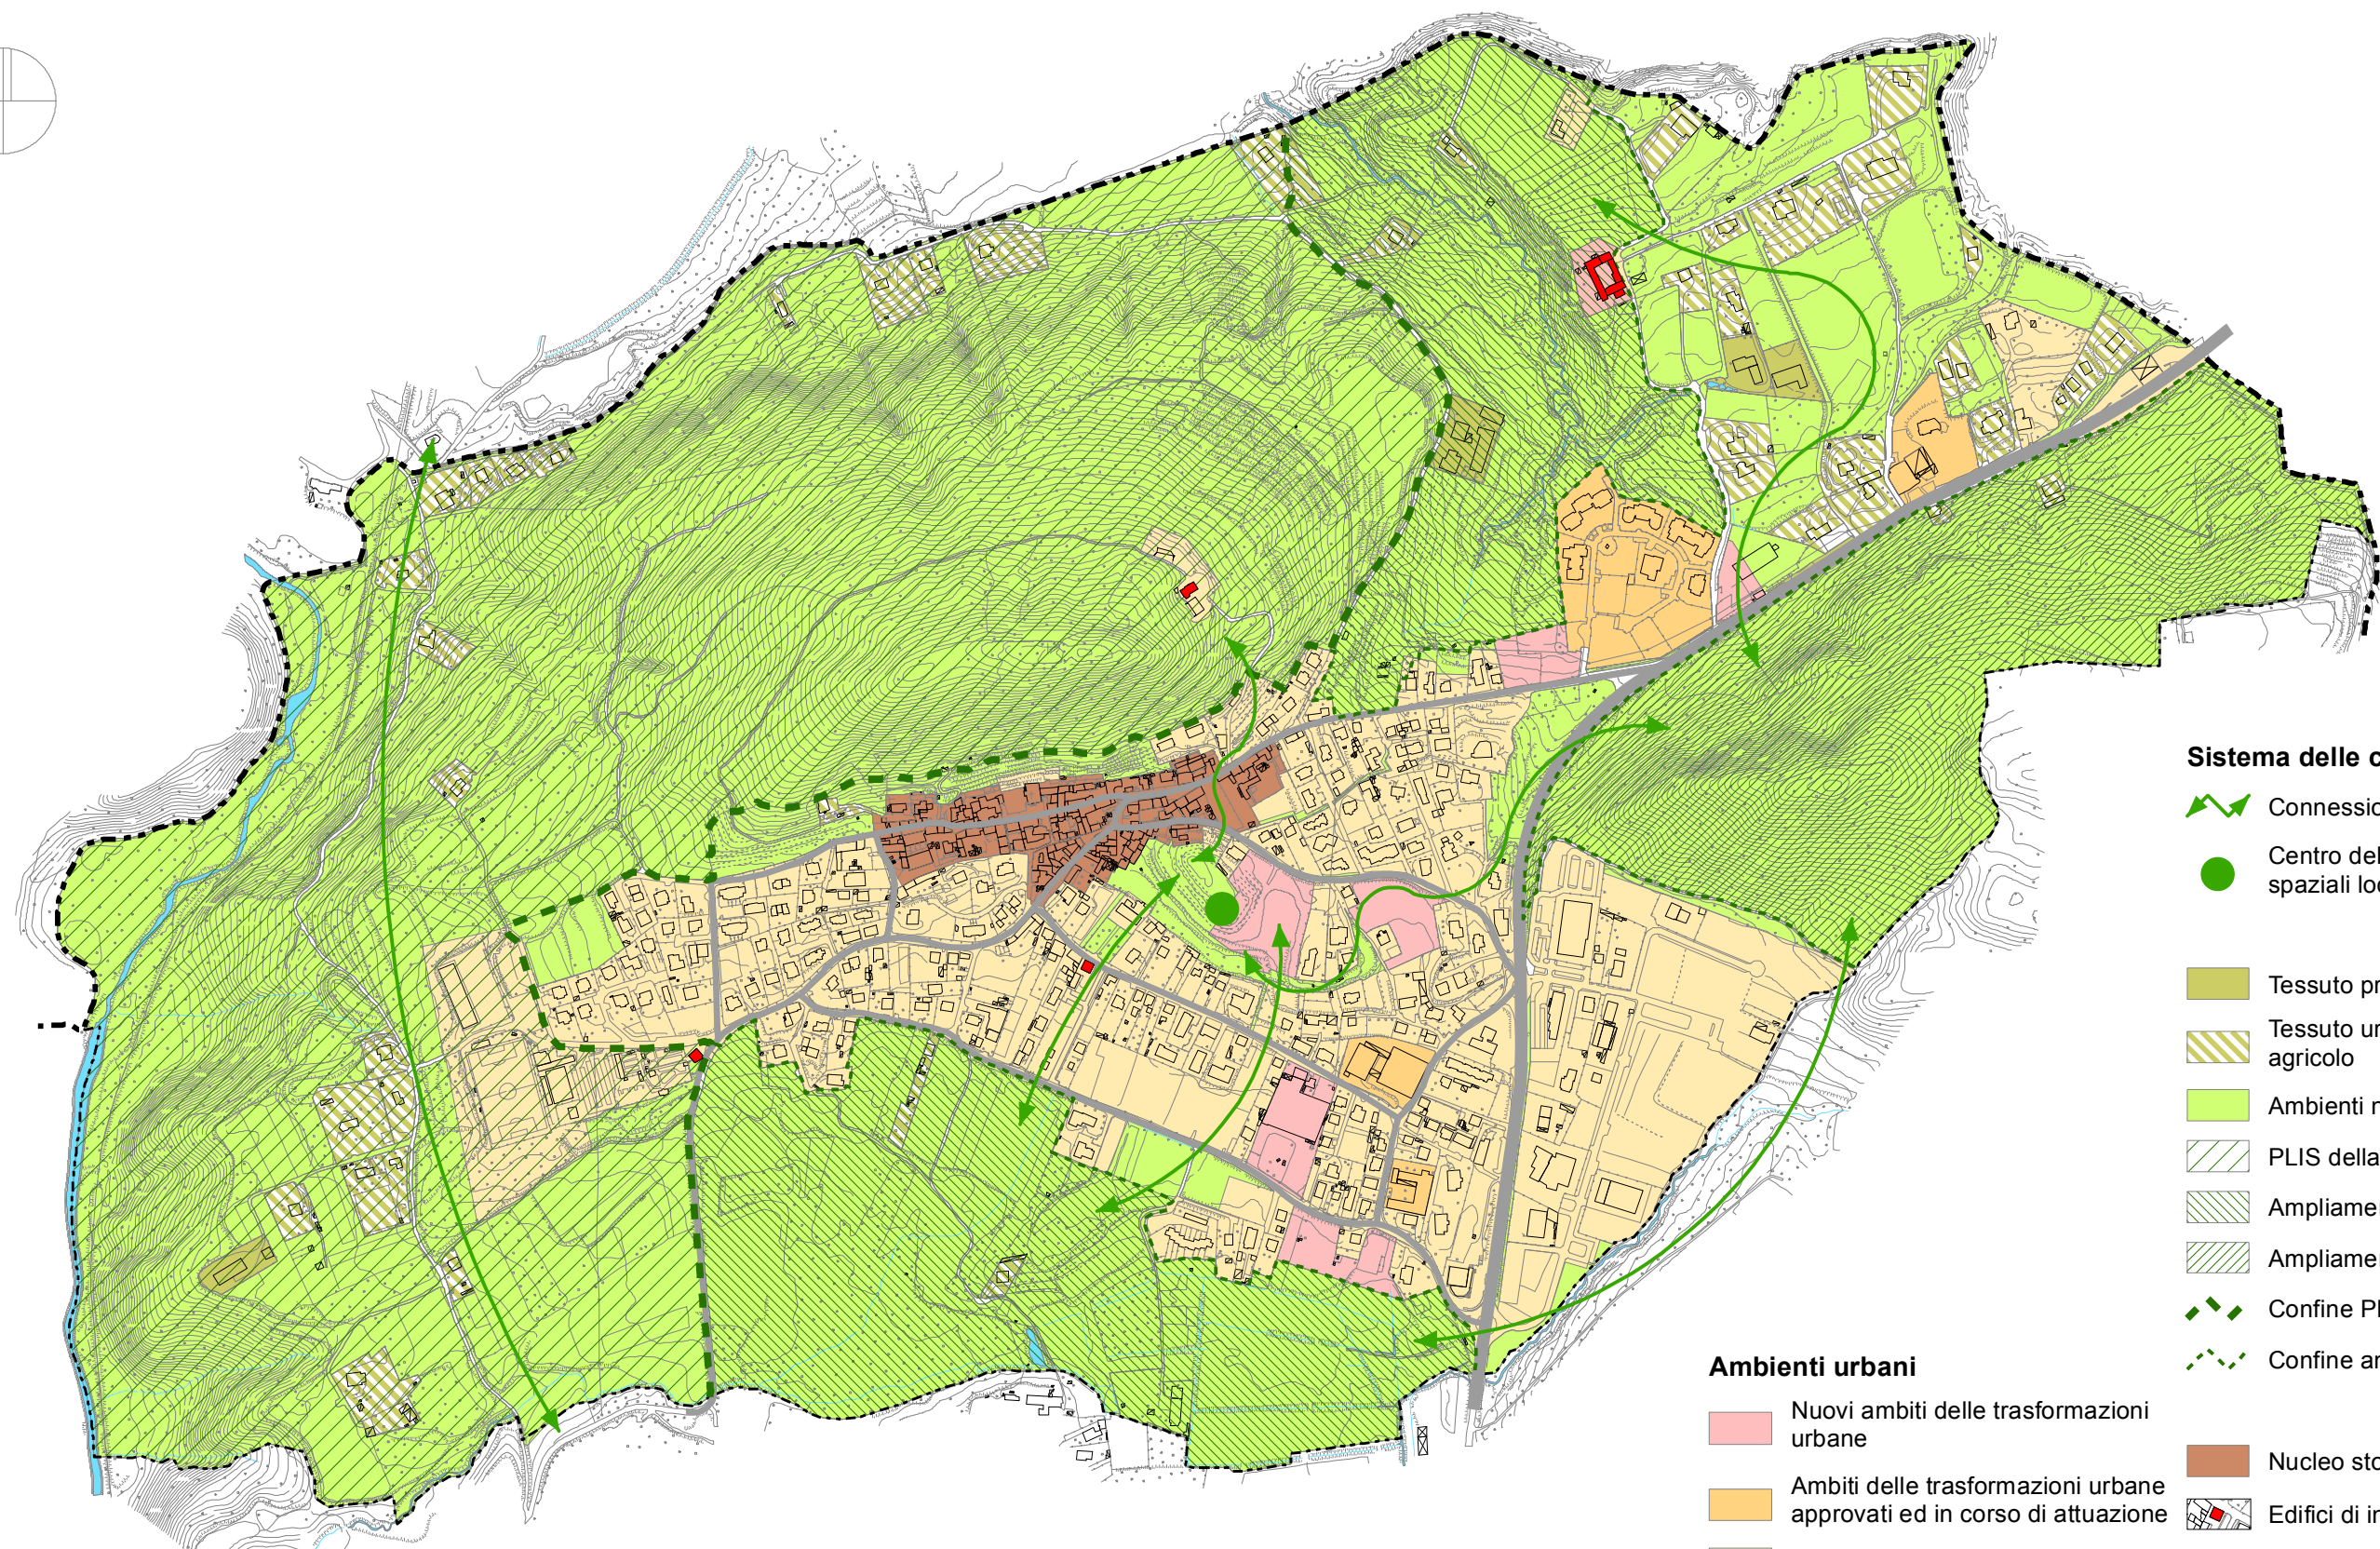 Sistema delle c
Connessio
Centro del
spaziali loc
Tessuto pr
Tessuto ur
agricolo
Ambienti n
PLIS della
Ampliame
Ampliame
Confine Pl
Confine an
Ambienti urbani
Nuovi ambiti delle trasformazioni
urbane
Ambiti delle trasformazioni urbane
approvati ed in corso di attuazione
Nucleo sto
Edifici di in